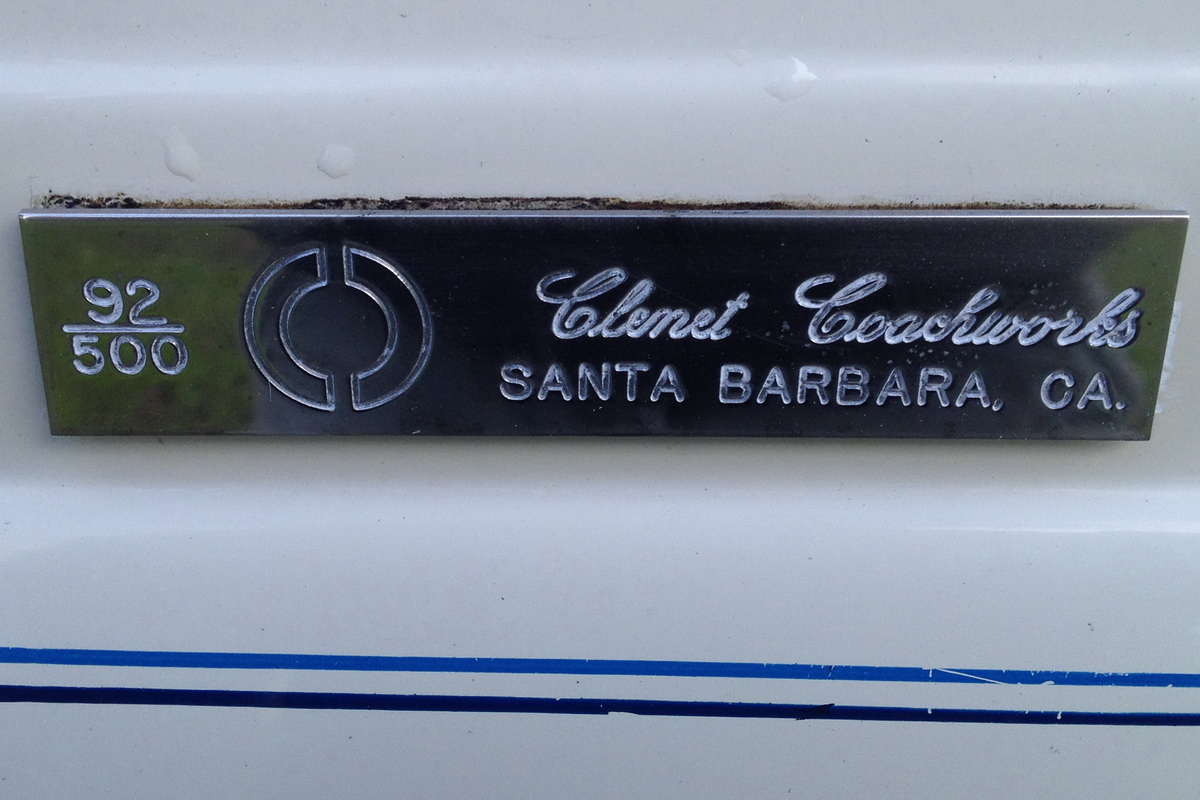 92
500
Clenet Coachworks
SANTA BARBARA, CA.